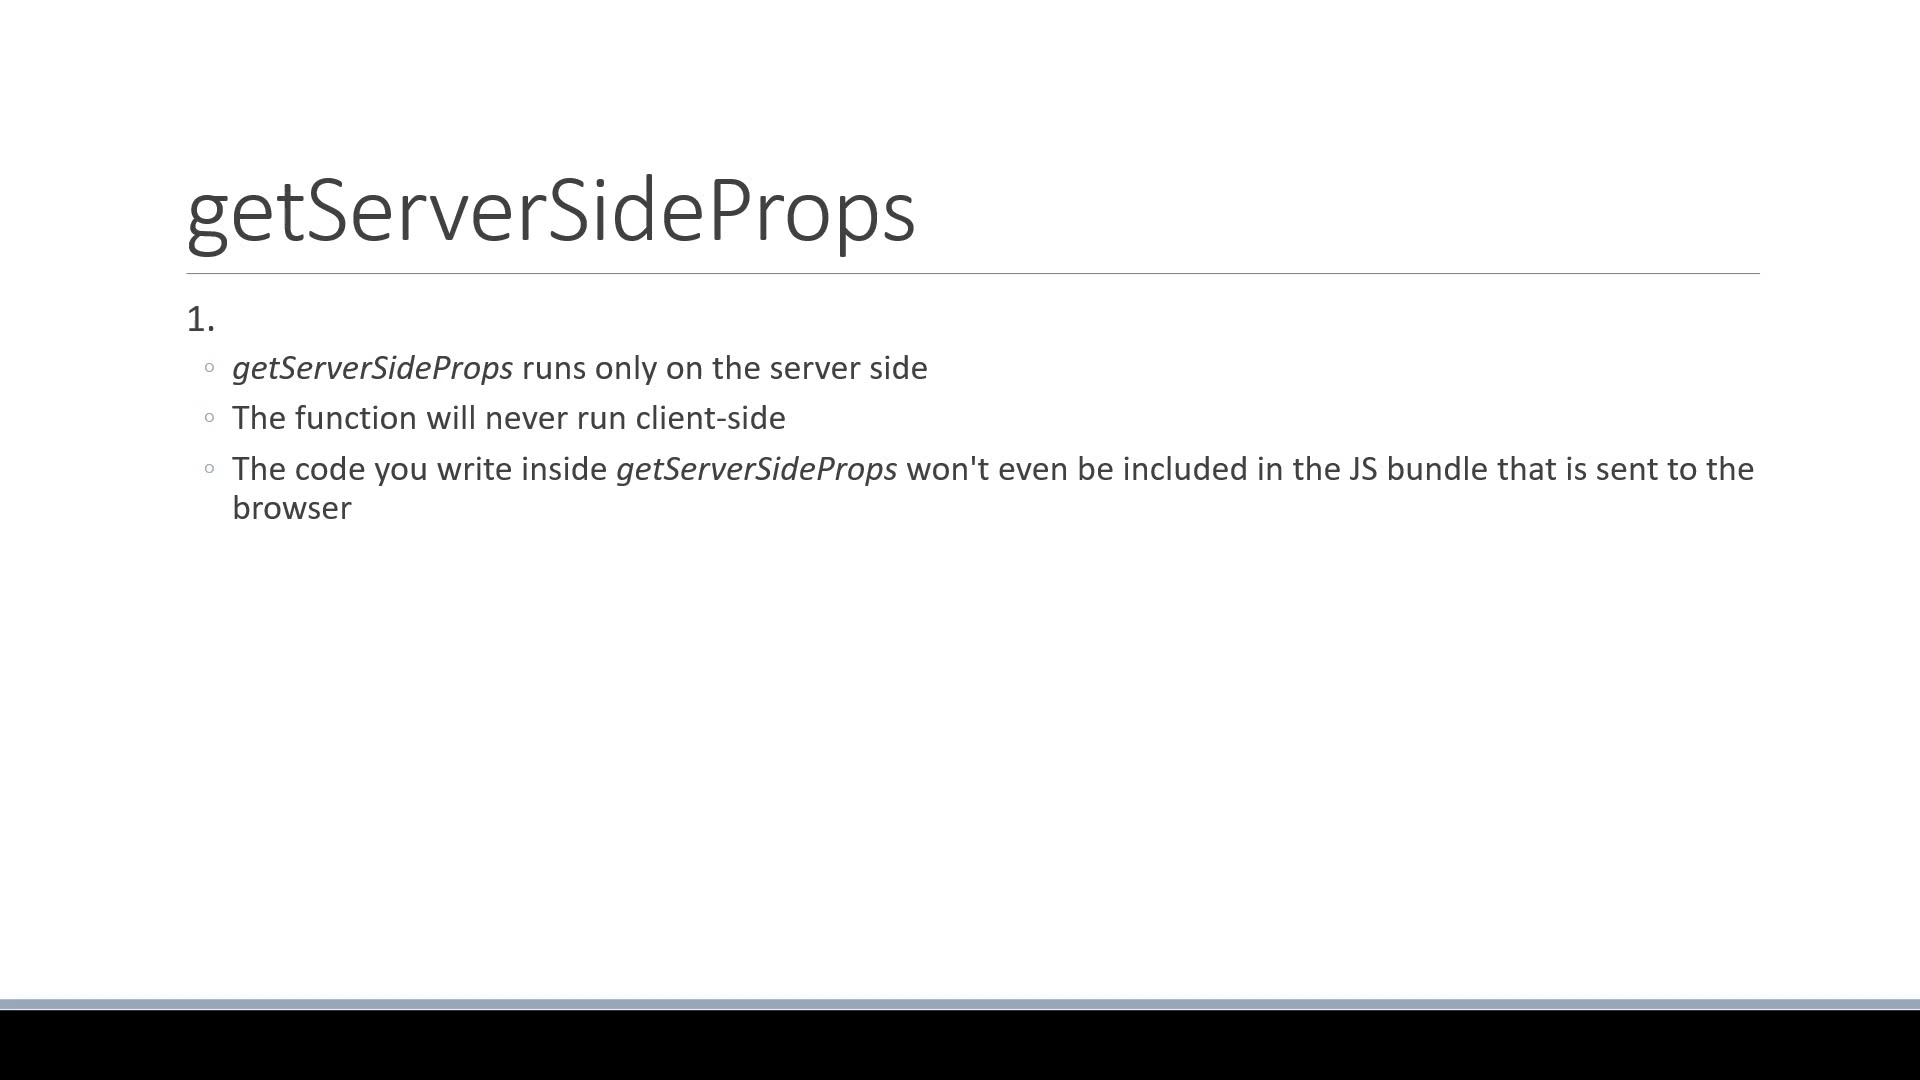 getServerSideProps
1.
◦ getServerSideProps runs only on the server side
◦ The function will never run client-side
◦ The code you write inside getServerSideProps won't even be included in the JS bundle that is sent to the
browser